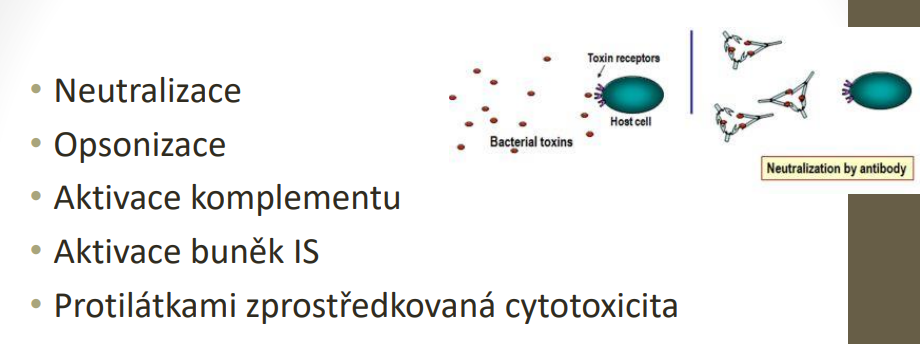 • Neutralizace
• Opsonizace
• Aktivace komplementu
• Aktivace buněk IS
• Protilátkami zprostředkovaná cytotoxicita
Toxin receptors
Host cell
Bacterial toxins
Neutralization by antibody